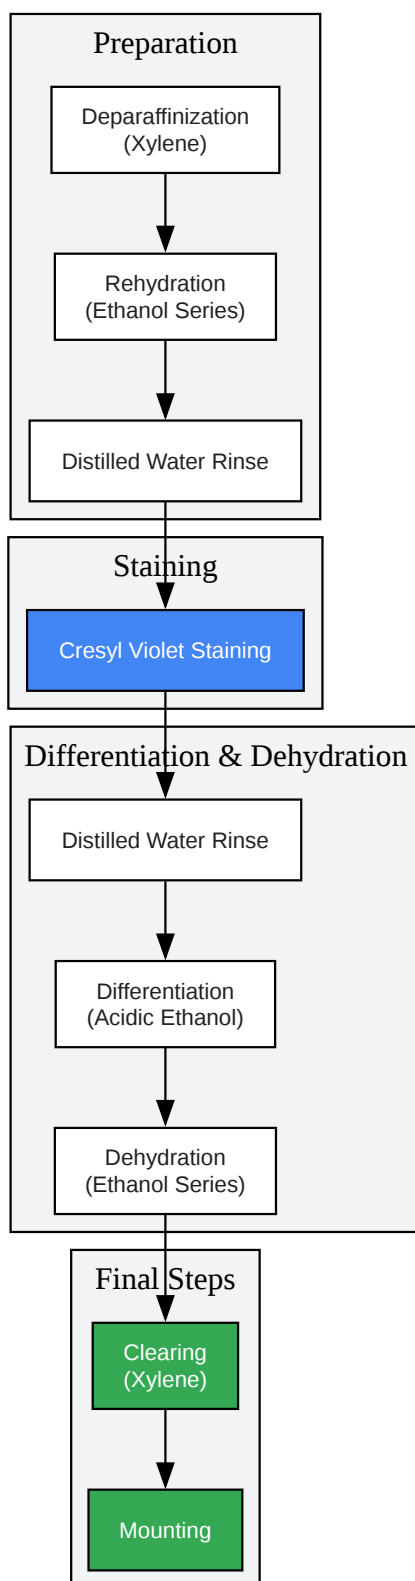 Preparation
Deparaffinization
(Xylene)
Rehydration
(Ethanol Series)
Distilled Water Rinse
Staining
Cresyl Violet Staining
Differentiation & Dehydration
Distilled Water Rinse
Differentiation
(Acidic Ethanol)
Dehydration
(Ethanol Series)
Final Steps
Clearing
(Xylene)
Mounting